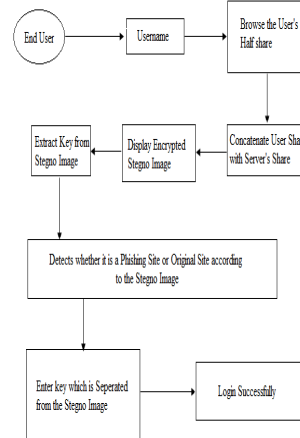 End User
Username
Browse the User's
Half share
Concatenate User Sha
with Server's Share
Display Encrypted
Stegno Image
Extract Key from
Stegno Image
Detects whether it is a Phishing Site or Original Site according
to the Stegno Image
Enter key which is Seperated
from the Stegno Image
Login Successfully